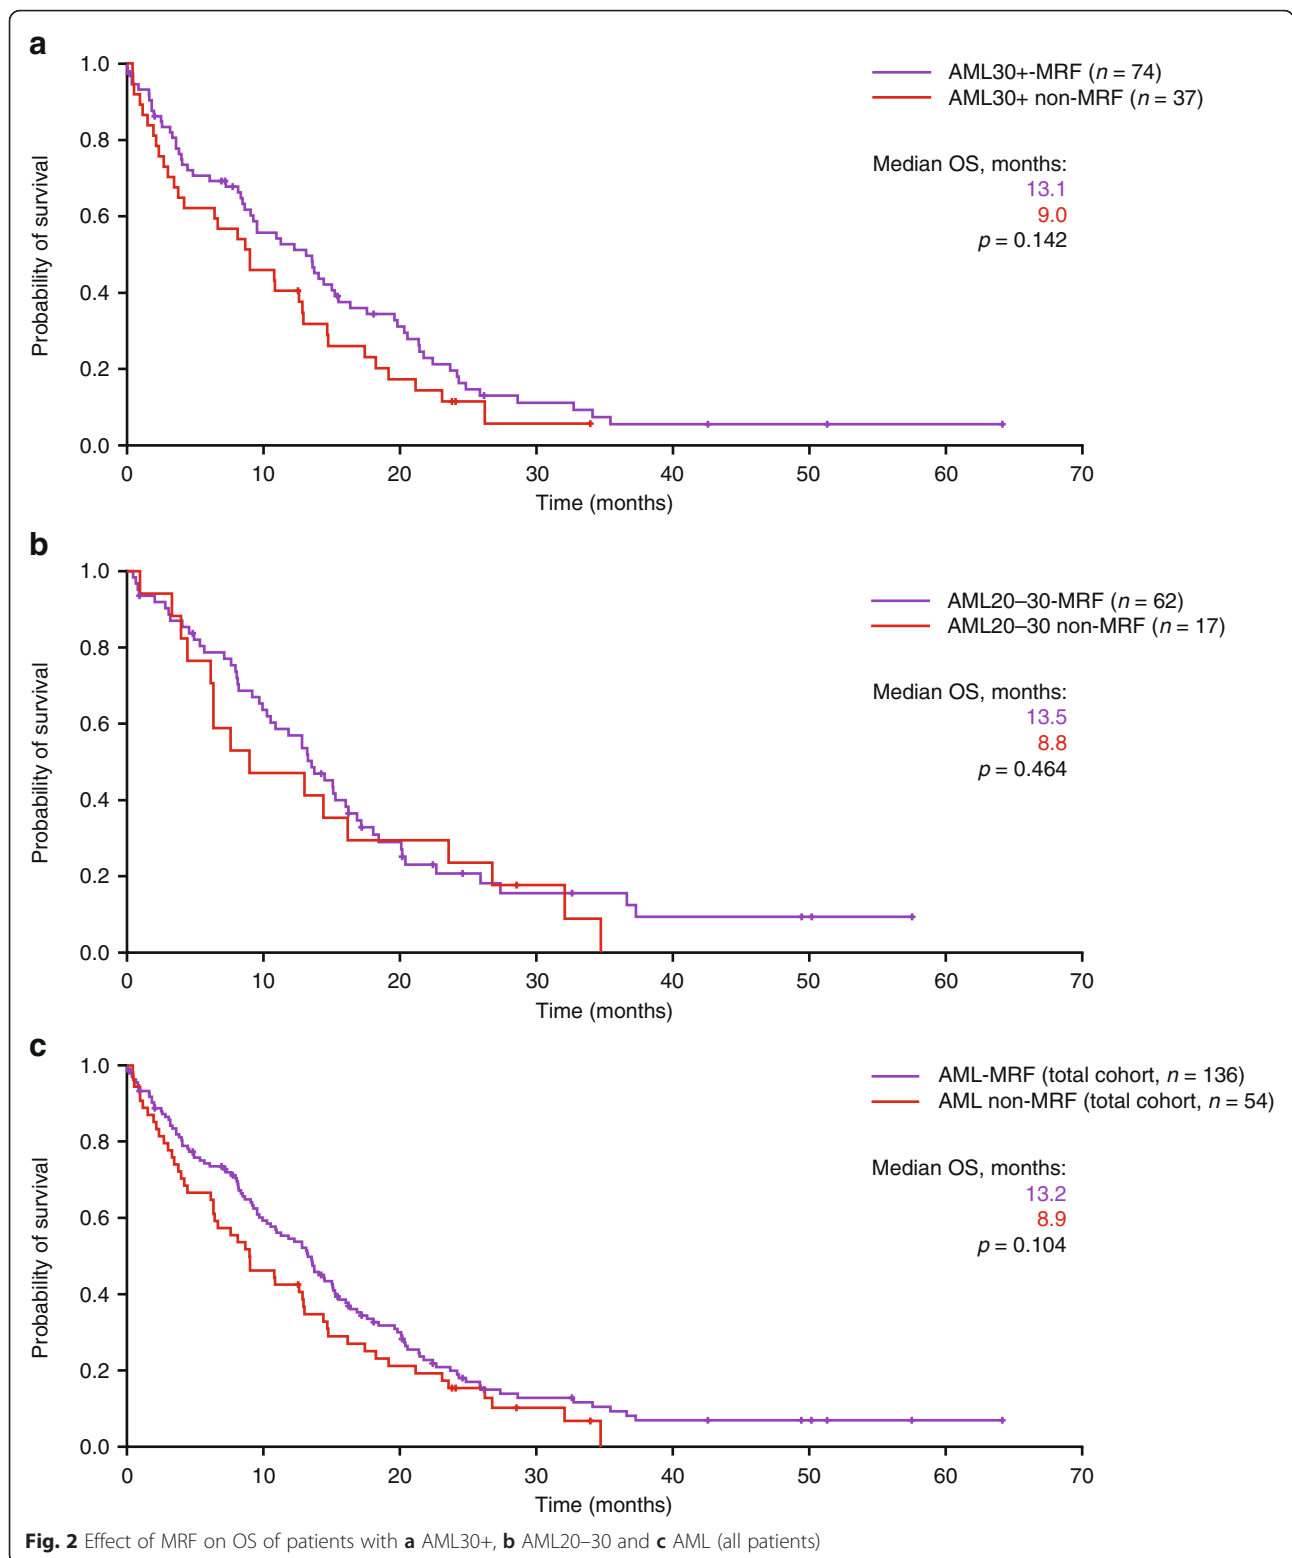 a
AML30+-MRF (n = 74)
AML30+ non-MRF (n = 37)
Median OS, months:
13.1
9.0
p = 0.142
Probability of survival
1.0
0.8
0.6
0.4
0.2
0.0
0 10 20 30 40 50 60 70
Time (months)
b
AML20–30-MRF (n = 62)
AML20–30 non-MRF (n = 17)
Median OS, months:
13.5
8.8
p = 0.464
Probability of survival
1.0
0.8
0.6
0.4
0.2
0.0
0 10 20 30 40 50 60 70
Time (months)
c
AML-MRF (total cohort, n = 136)
AML non-MRF (total cohort, n = 54)
Median OS, months:
13.2
8.9
p = 0.104
Probability of survival
1.0
0.8
0.6
0.4
0.2
0.0
0 10 20 30 40 50 60 70
Time (months)
Fig. 2 Effect of MRF on OS of patients with a AML30+, b AML20–30 and c AML (all patients)